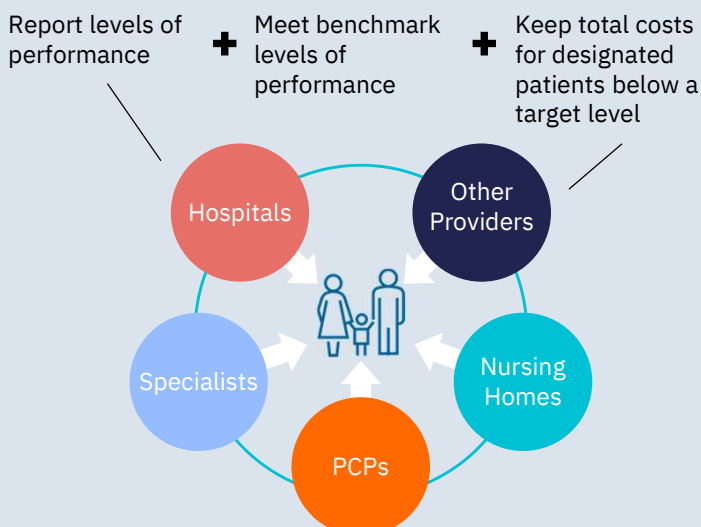 Report levels of
performance
+
Meet benchmark
levels of
performance
+
Keep total costs
for designated
patients below a
target level
Hospitals
Other
Providers
Specialists
Nursing
Homes
PCPs